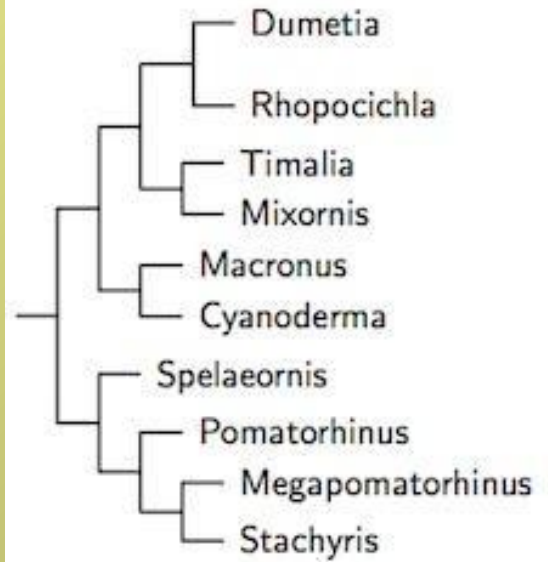 Dumetia
Rhopocichla
Timalia
Mixornis
Macronus
Cyanoderma
Spelaeornis
Pomatorhinus
Megapomatorhinus
Stachyris